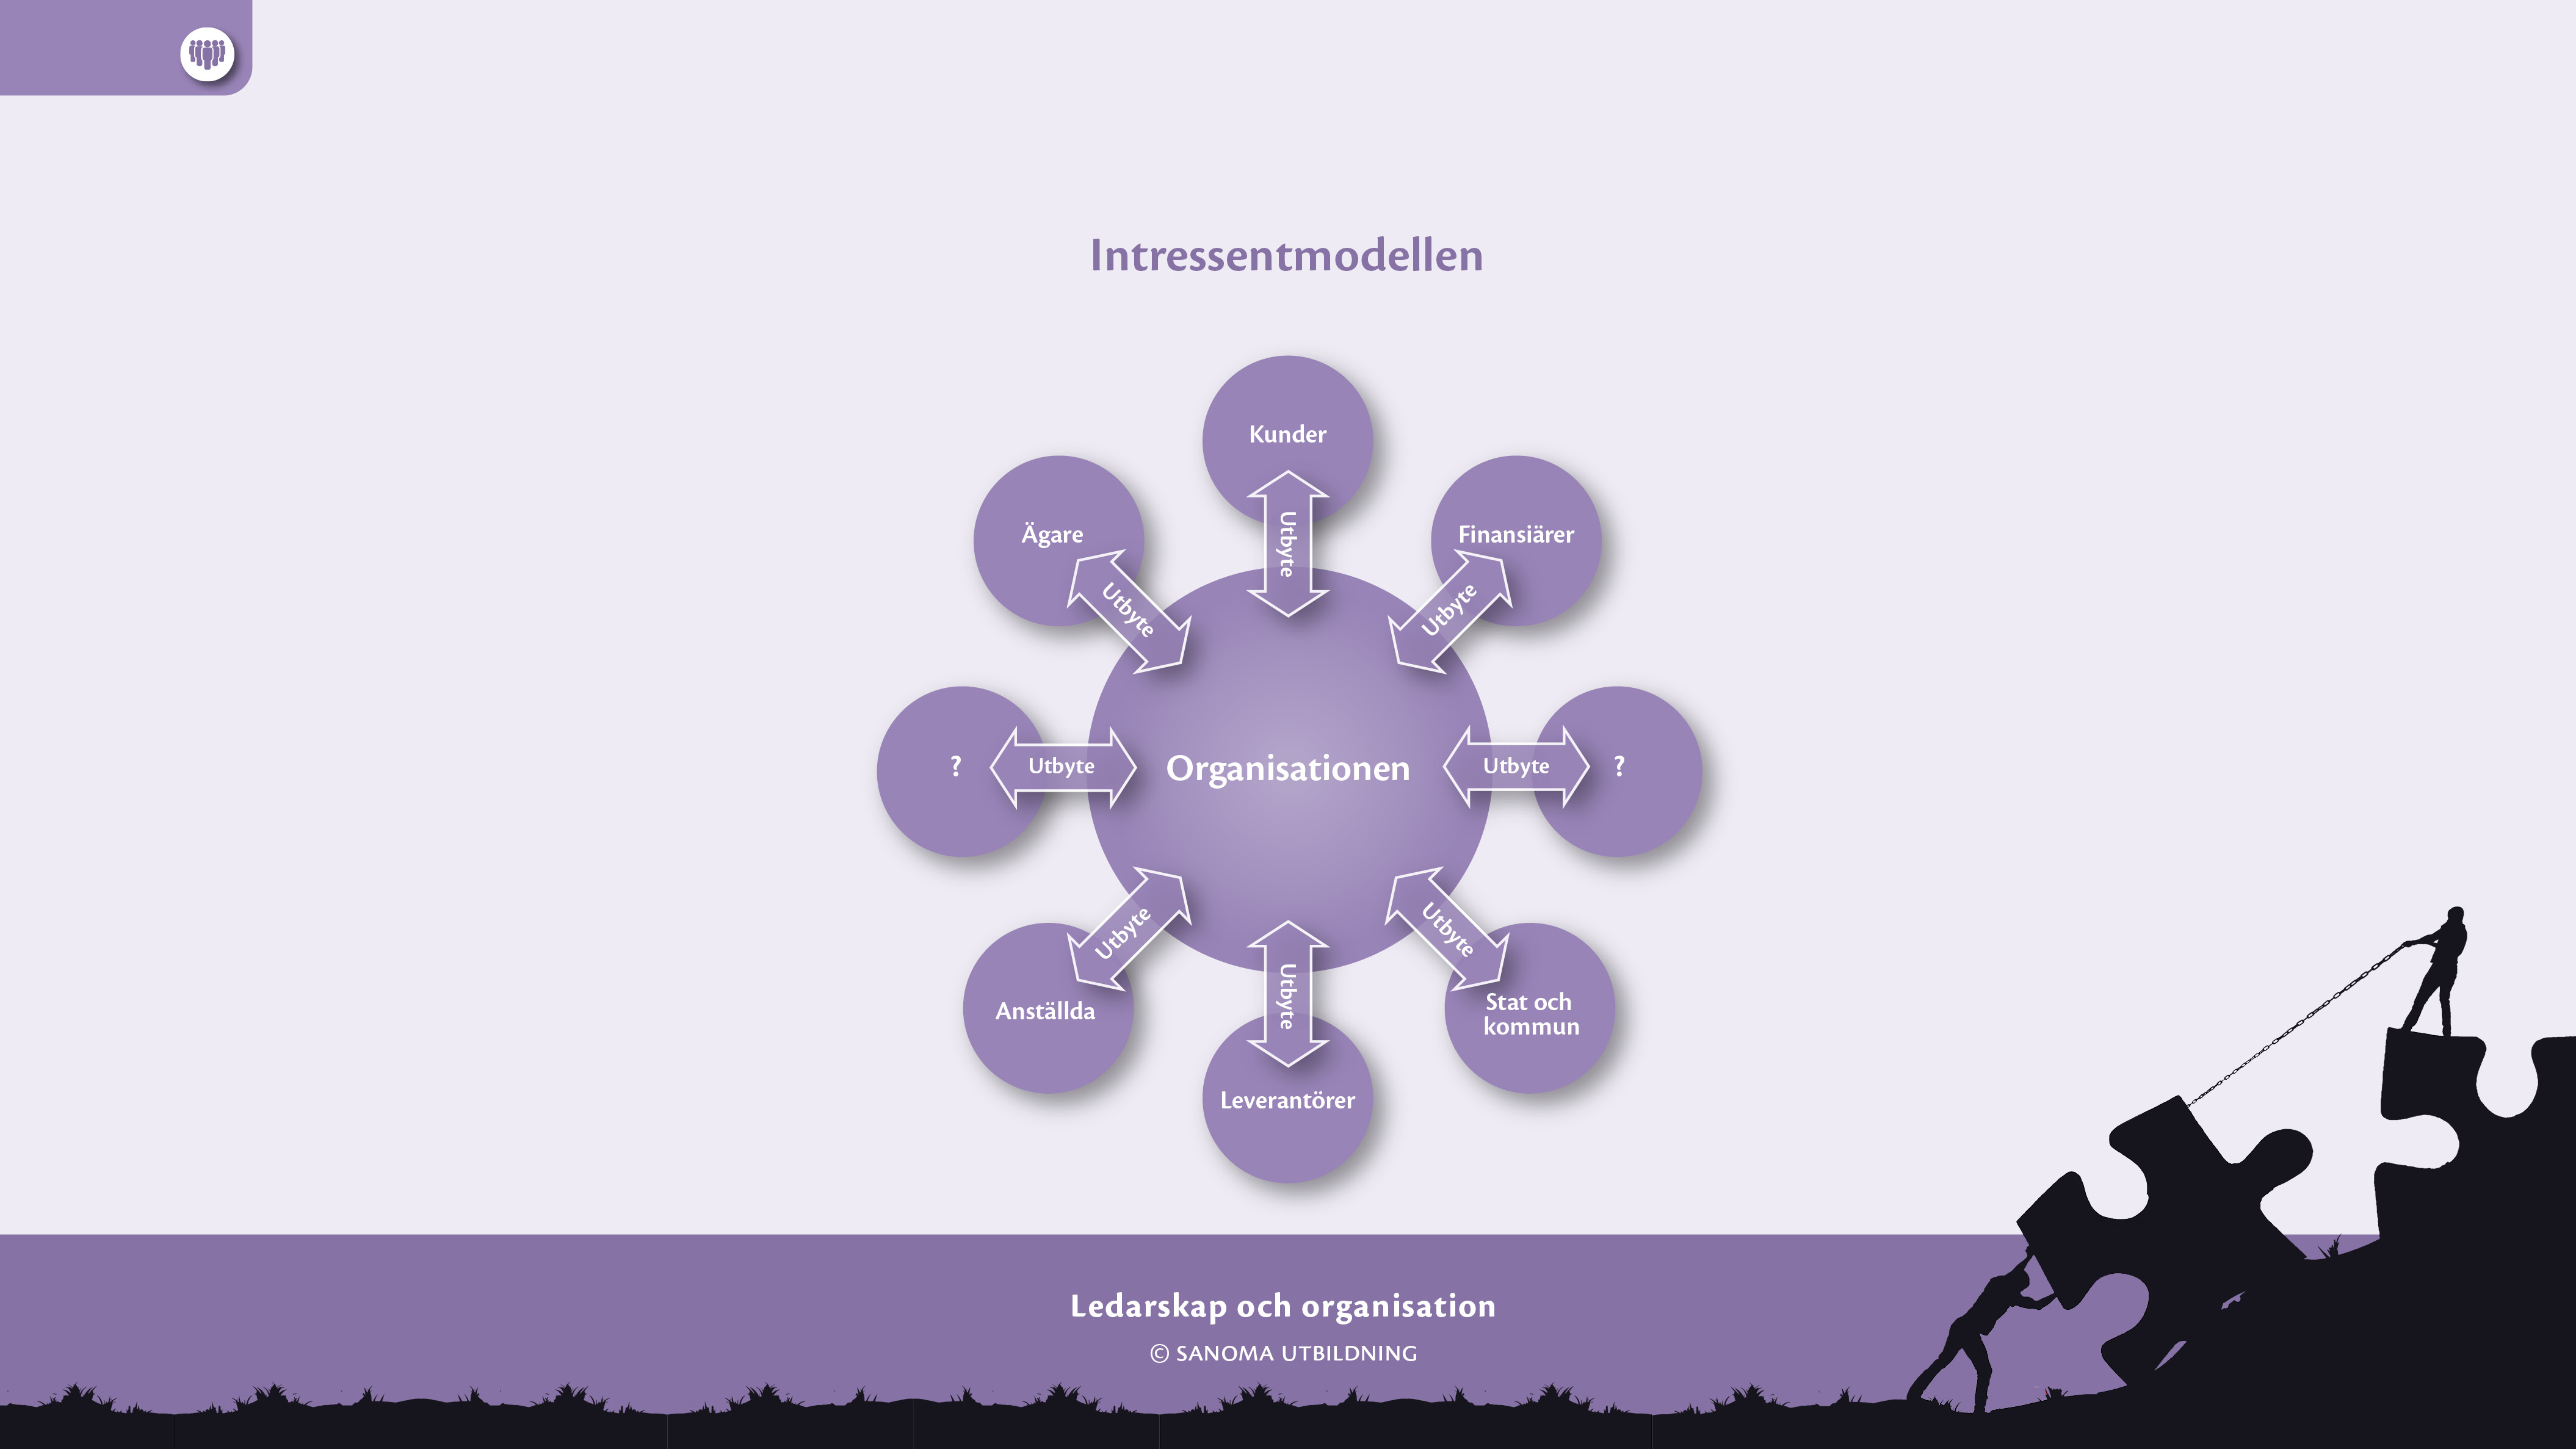 Intressentmodellen
Kunder
Utbyte
Ägare
Utbyte
Finansiärer
Utbyte
?
Utbyte
Organisationen
Utbyte
?
Anställda
Utbyte
Utbyte
Leverantörer
Utbyte
Stat och
kommun
Ledarskap och organisation
© SANOMA UTBILDNING